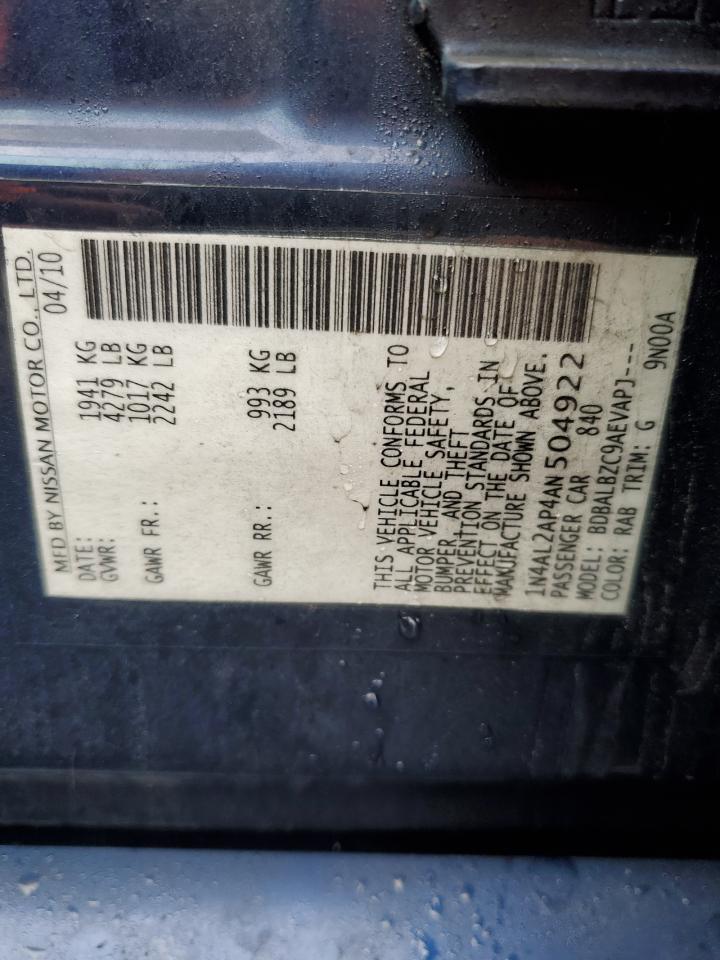 MFD BY NISSAN MOTOR CO., LTD.
DATE: 04/10
GVWR: 1941 KG
4279 LB
GAWR FR.: 1017 KG
2242 LB
GAWR RR.: 993 KG
2189 LB
THIS VEHICLE CONFORMS TO
ALL APPLICABLE FEDERAL
MOTOR VEHICLE SAFETY,
BUMPER, AND THEFT
PREVENTION STANDARDS IN
EFFECT ON THE DATE OF
MANUFACTURE SHOWN ABOVE.
1N4AL2AP4AN504922
PASSENGER CAR 840
MODEL: BDBALBZC9AEVAPJ---
COLOR: RAB TRIM: G 9N00A